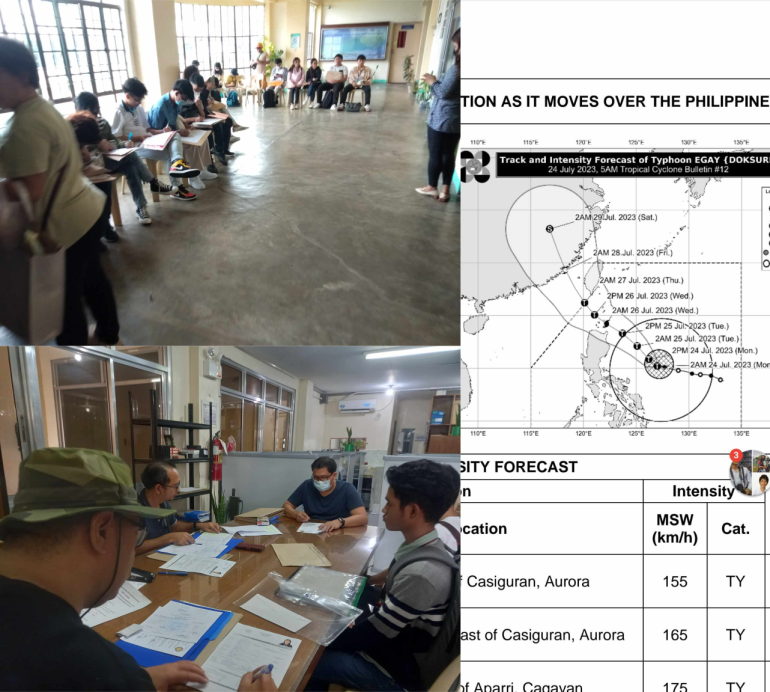 TION AS IT MOVES OVER THE PHILIPPINE
110°E 115°E 120°E 125°E 130°E 135°E
Track and Intensity Forecast of Typhoon EGAY {DOKSURI
24 July 2023, 5AM Tropical Cyclone Bulletin #12
2AM 29 Jul. 2023 (Sat.)
2AM 28 Jul. 2023 (Fri.)
2AM 27 Jul. 2023 (Thu.)
2PM 26 Jul. 2023 (Wed.)
2AM 26 Jul. 2023 (Wed.)
2PM 25 Jul. 2023 (Tue.)
2AM 25 Jul. 2023 (Tue.)
2PM 24 Jul. 2023 (Mon.)
2AM 24 Jul. 2023 (Mon
110°E 115°E 120°E 125°E 130°E 135°E
SITY FORECAST
3
on Intensity
ocation MSW (km/h) Cat.
f Casiguran, Aurora 155 TY
ast of Casiguran, Aurora 165 TY
of Aparri, Cagayan 175 TY